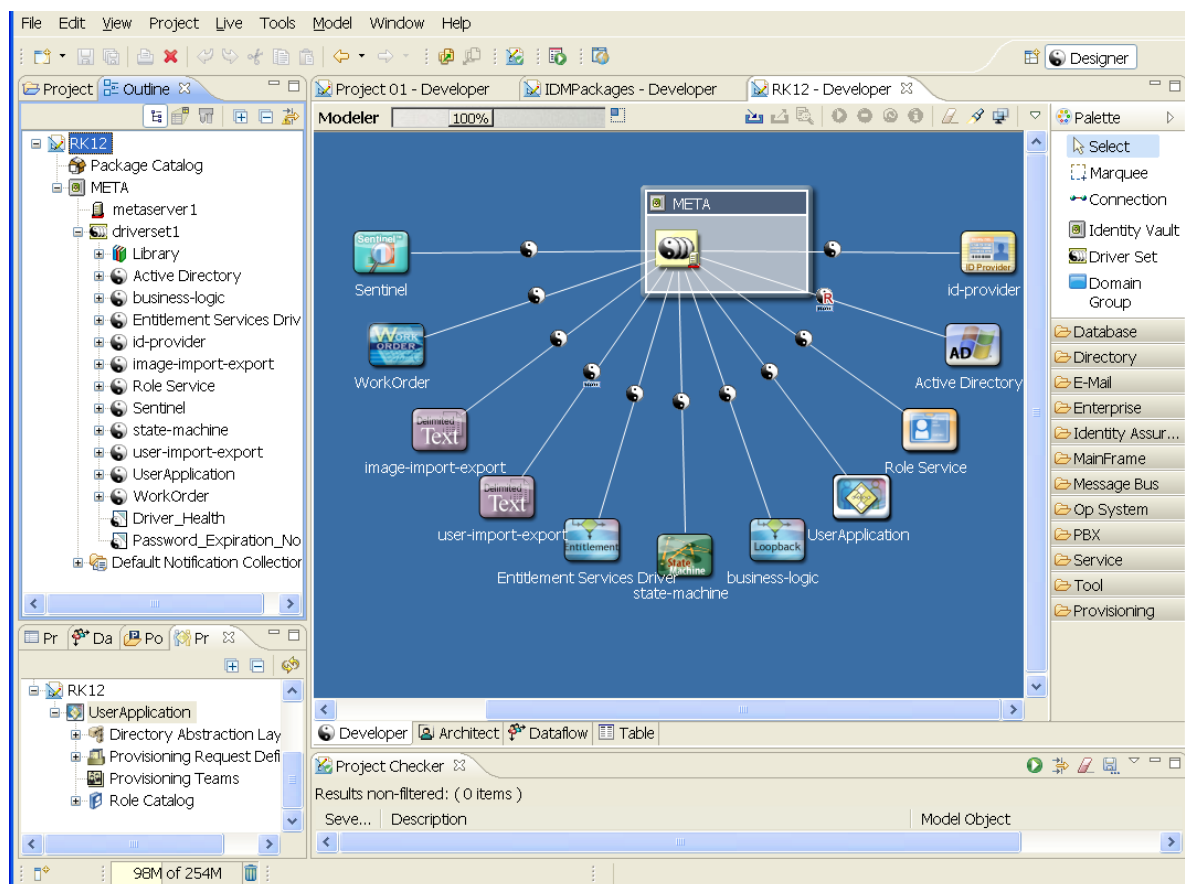 File Edit View Project Live Tools Model Window Help
Designer
Project Outline
Project 01 - Developer IDMPackages - Developer RK12 - Developer
Modeler 100%
Palette
RK12
Package Catalog
META
metaserver1
driverset1
Library
Active Directory
business-logic
Entitlement Services Driv
id-provider
image-import-export
Role Service
Sentinel
state-machine
user-import-export
UserApplication
WorkOrder
Driver_Health
Password_Expiration_No
Default Notification Collection
META
Sentinel
Sentinel
ID Provider
id-provider
WORK
ORDER
WorkOrder
AD
Active Directory
Delimited
Text
image-import-export
Role Service
Delimited
Text
user-import-export
UserApplication
Entitlement
Entitlement Services Driver
State
Machine
state-machine
Loopback
business-logic
Select
Marquee
Connection
Identity Vault
Driver Set
Domain
Group
Database
Directory
E-Mail
Enterprise
Identity Assur...
MainFrame
Message Bus
Op System
PBX
Service
Tool
Provisioning
Pr Da Po Pr
RK12
UserApplication
Directory Abstraction Lay
Provisioning Request Defi
Provisioning Teams
Role Catalog
Developer Architect Dataflow Table
Project Checker
Results non-filtered: ( 0 items )
Seve... Description Model Object
98M of 254M